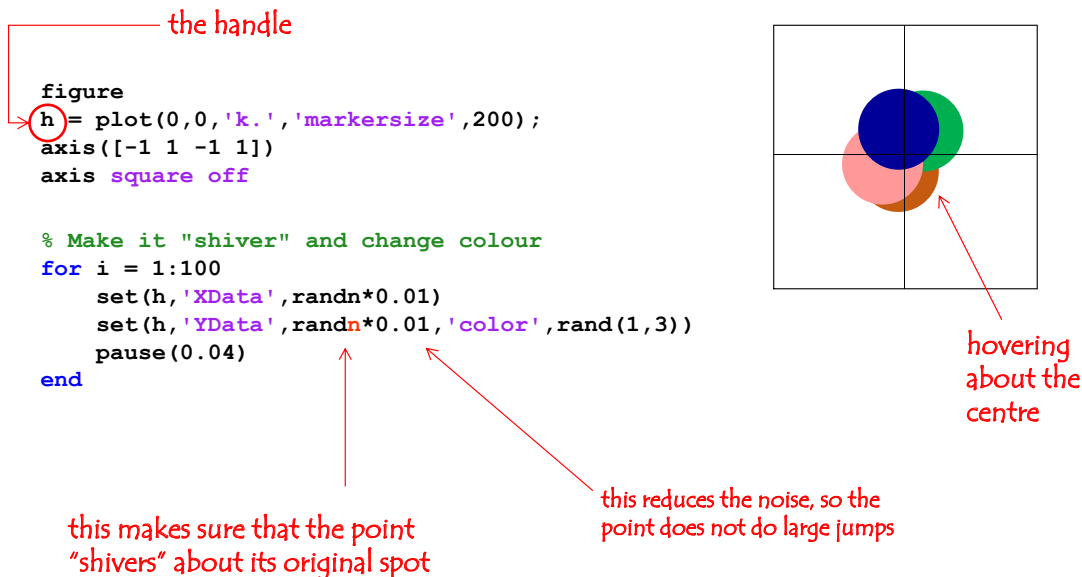 the handle
figure
h = plot(0,0,'k.','markersize',200);
axis([-1 1 -1 1])
axis square off
% Make it "shiver" and change colour
for i = 1:100
    set(h,'XData',randn*0.01)
    set(h,'YData',randn*0.01,'color',rand(1,3))
    pause(0.04)
end
hovering
about the
centre
this makes sure that the point
“shivers” about its original spot
this reduces the noise, so the
point does not do large jumps